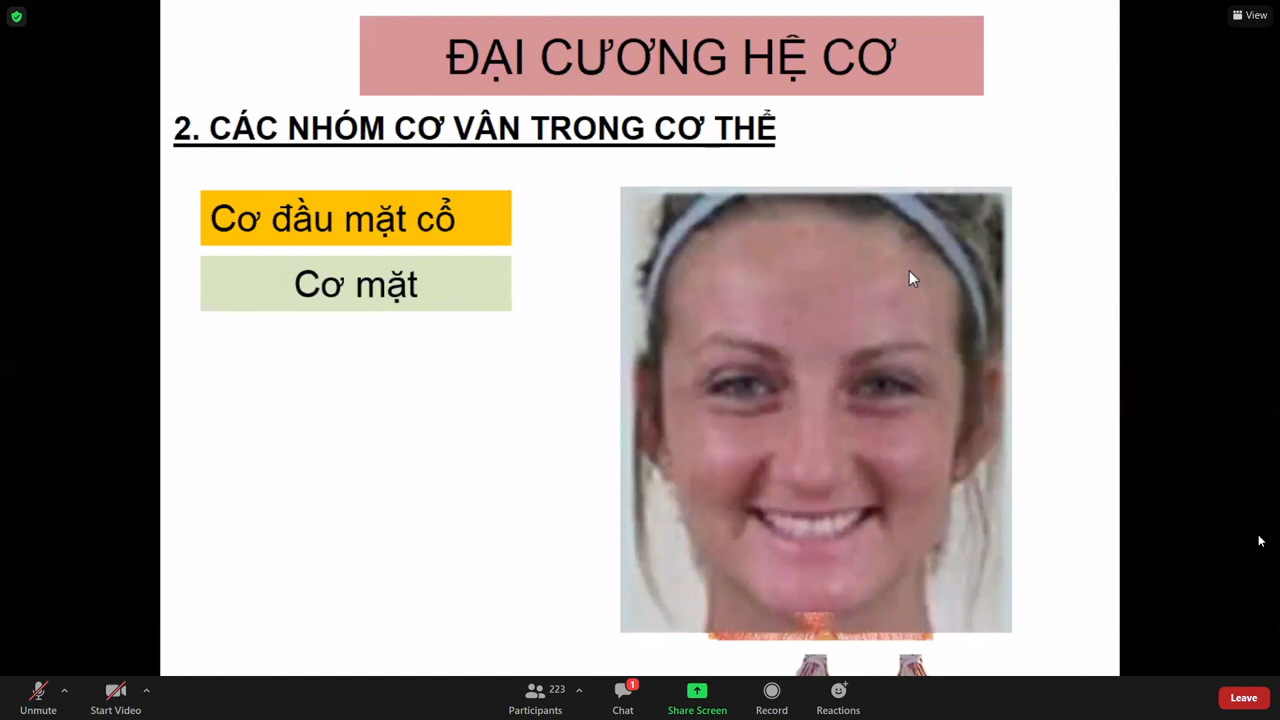 View
ĐẠI CƯƠNG HỆ CƠ
2. CÁC NHÓM CƠ VÂN TRONG CƠ THỂ
Cơ đầu mặt cổ
Cơ mặt
Unmute
Start Video
223
Participants
1
Chat
Share Screen
Record
Reactions
Leave